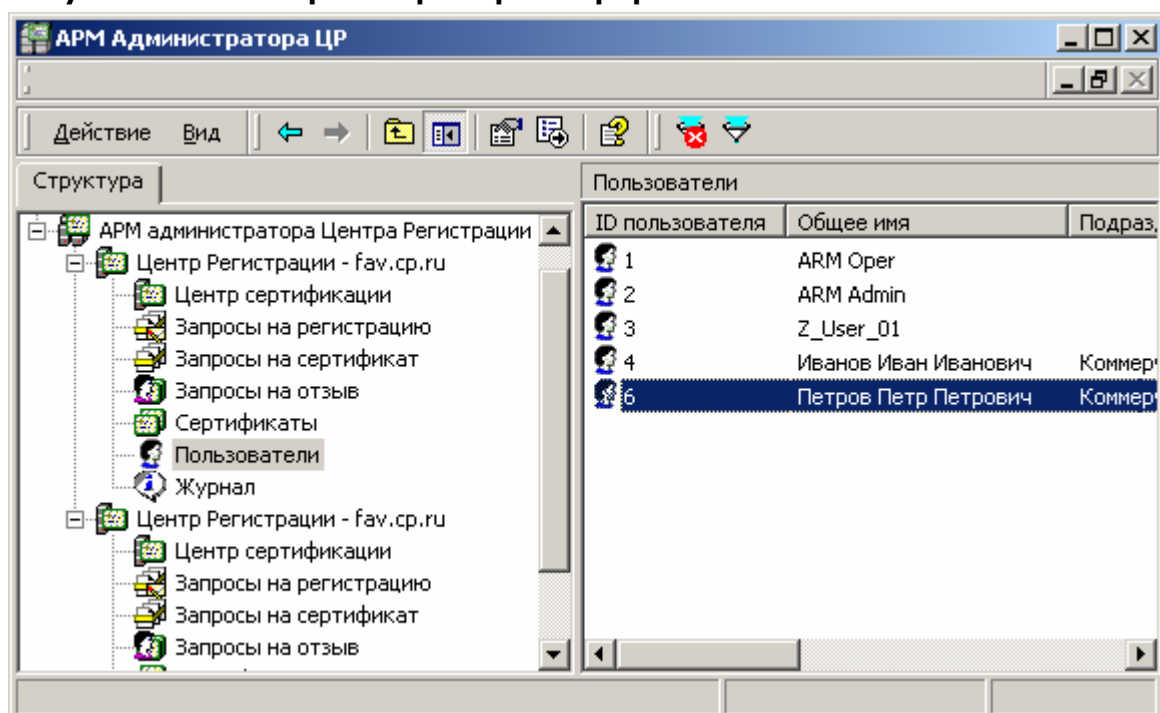 АРМ Администратора ЦР
Действие Вид
Структура
АРМ администратора Центра Регистрации
Центр Регистрации - fav.cp.ru
Центр сертификации
Запросы на регистрацию
Запросы на сертификат
Запросы на отзыв
Сертификаты
Пользователи
Журнал
Центр Регистрации - fav.cp.ru
Центр сертификации
Запросы на регистрацию
Запросы на сертификат
Запросы на отзыв
Пользователи
ID пользователя Общее имя Подраз
1 ARM Oper
2 ARM Admin
3 Z_User_01
4 Иванов Иван Иванович Коммер
6 Петров Петр Петрович Коммер